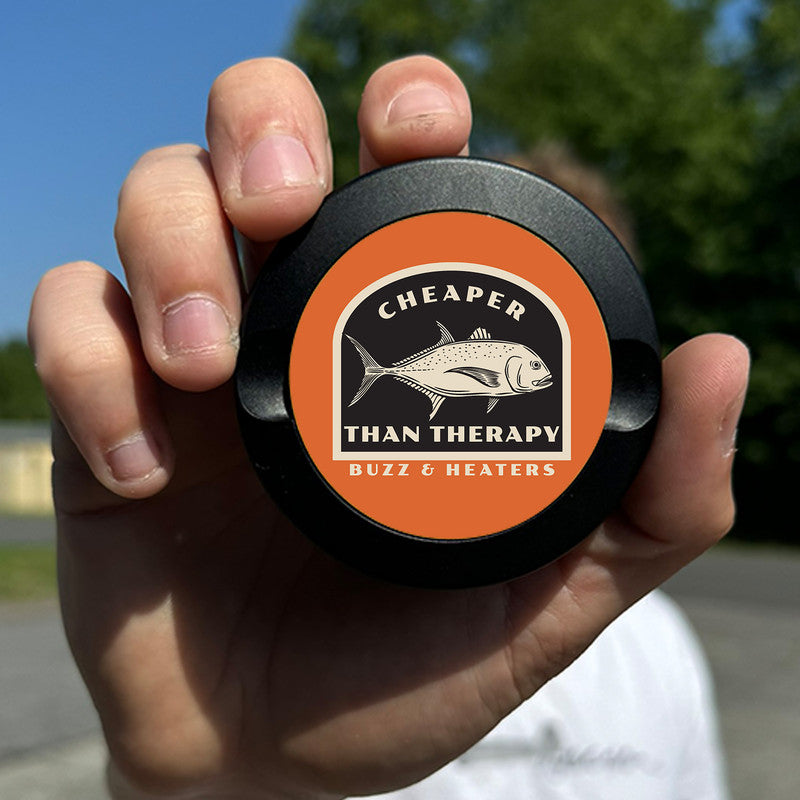 CHEAPER
THAN THERAPY
BUZZ & HEATERS